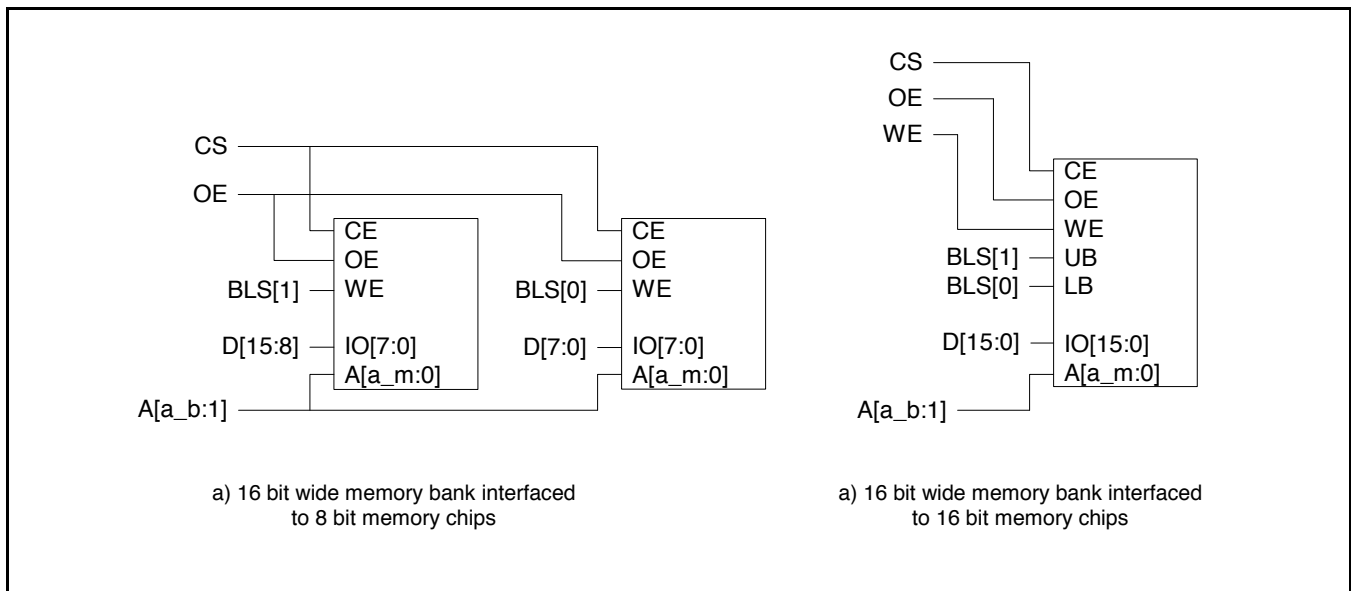 CS
OE
CE
OE
BLS[1]
WE
D[15:8]
IO[7:0]
A[a_m:0]
CE
OE
BLS[0]
WE
D[7:0]
IO[7:0]
A[a_m:0]
A[a_b:1]
a) 16 bit wide memory bank interfaced
to 8 bit memory chips
CS
OE
WE
CE
OE
WE
BLS[1]
UB
BLS[0]
LB
D[15:0]
IO[15:0]
A[a_m:0]
A[a_b:1]
a) 16 bit wide memory bank interfaced
to 16 bit memory chips